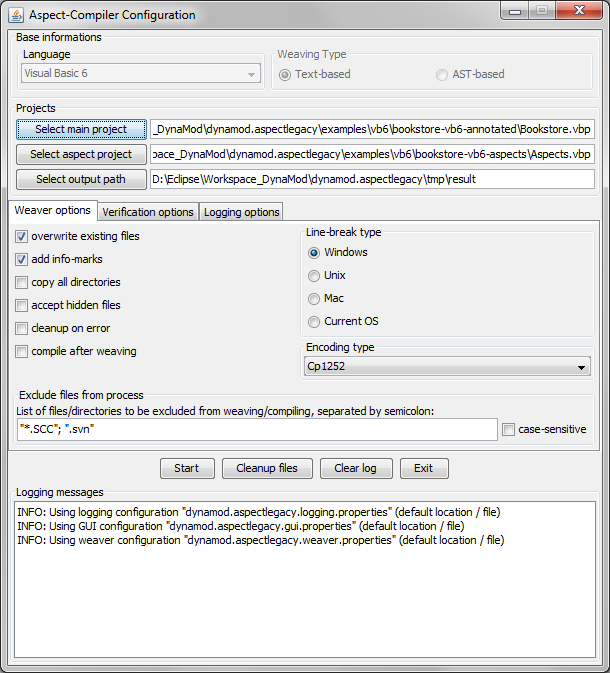 Aspect-Compiler Configuration
Base informations
Language
Visual Basic 6
Weaving Type
Text-based
AST-based
Projects
Select main project
_DynaMod\dynamod.aspectlegacy\examples\vb6\bookstore-vb6-annotated\Bookstore.vbp
Select aspect project
pace_DynaMod\dynamod.aspectlegacy\examples\vb6\bookstore-vb6-aspects\Aspects.vbp
Select output path
D:\Eclipse\Workspace_DynaMod\dynamod.aspectlegacy\tmp\result
Weaver options
Verification options
Logging options
overwrite existing files
add info-marks
copy all directories
accept hidden files
cleanup on error
compile after weaving
Line-break type
Windows
Unix
Mac
Current OS
Encoding type
Cp1252
Exclude files from process
List of files/directories to be excluded from weaving/compiling, separated by semicolon:
"*.SCC"; ".svn"
case-sensitive
Start
Cleanup files
Clear log
Exit
Logging messages
INFO: Using logging configuration "dynamod.aspectlegacy.logging.properties" (default location / file)
INFO: Using GUI configuration "dynamod.aspectlegacy.gui.properties" (default location / file)
INFO: Using weaver configuration "dynamod.aspectlegacy.weaver.properties" (default location / file)